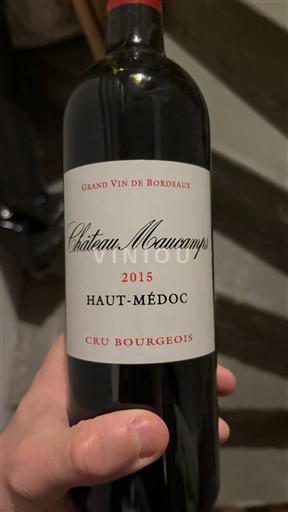 GRAND VIN DE BORDEAUX
Château Maucamps
VINIOU
2015
HAUT-MÉDOC
CRU BOURGEOIS